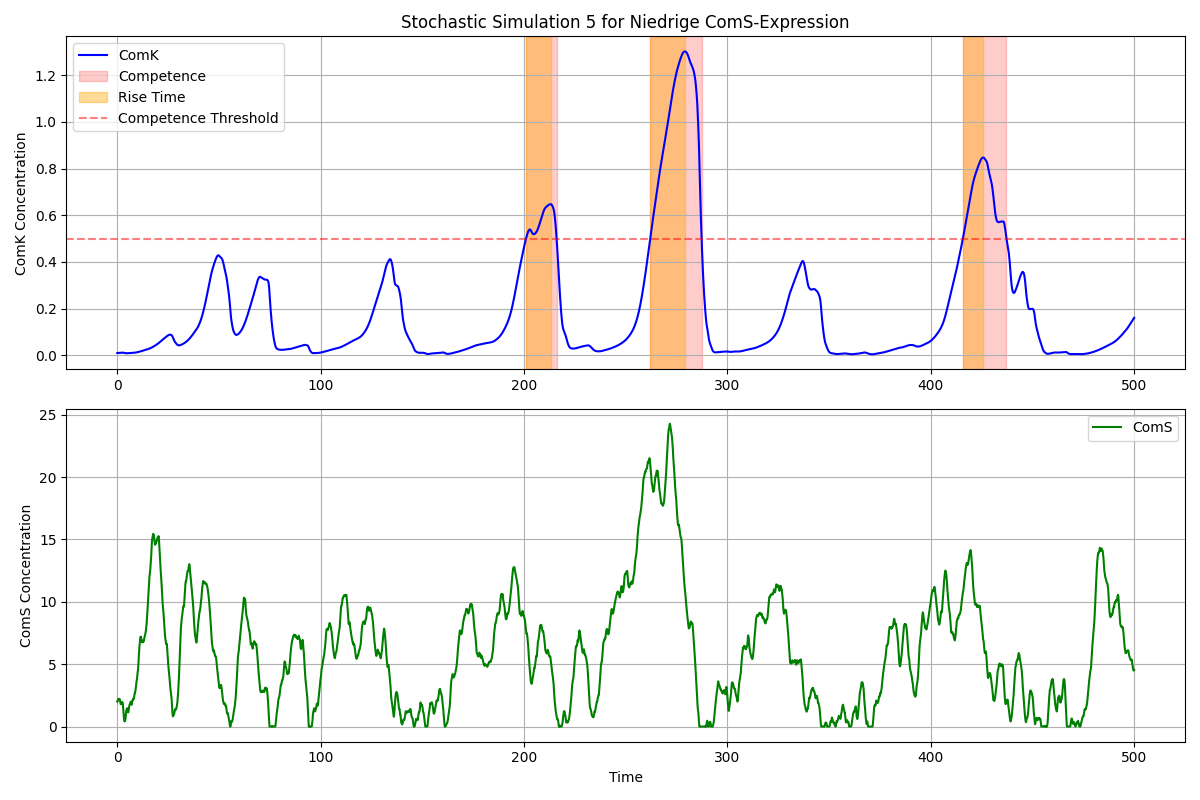 Stochastic Simulation 5 for Niedrige ComS-Expression
ComK
Competence
Rise Time
Competence Threshold
ComK Concentration
1.2
1.0
0.8
0.6
0.4
0.2
0.0
0 100 200 300 400 500
ComS
ComS Concentration
25
20
15
10
5
0
0 100 200 300 400 500
Time